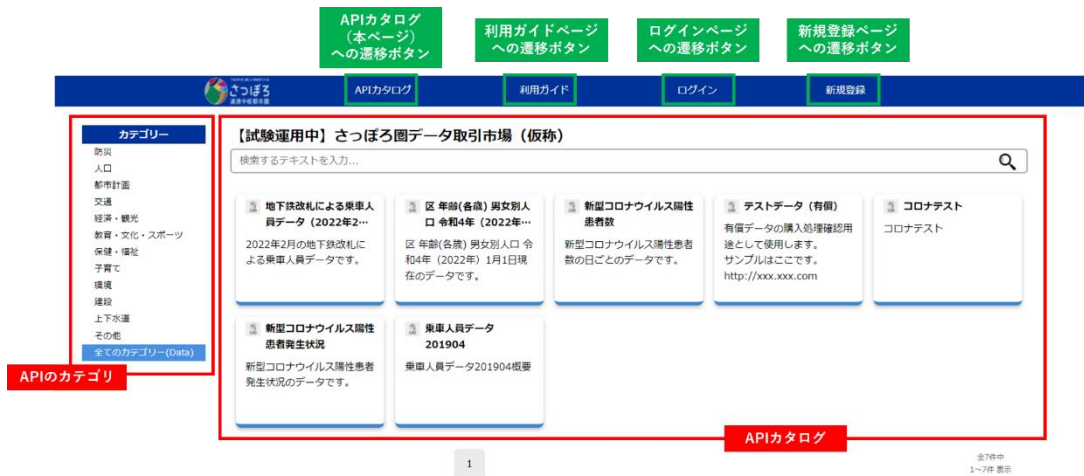 APIカタログ
（本ページ）
への遷移ボタン
利用ガイドページ
への遷移ボタン
ログインページ
への遷移ボタン
新規登録ページ
への遷移ボタン
さっぽろ
連携中枢都市圏
APIカタログ
利用ガイド
ログイン
新規登録
カテゴリー
防災
人口
都市計画
交通
経済・観光
教育・文化・スポーツ
保健・福祉
子育て
環境
建設
上下水道
その他
全てのカテゴリー(Data)
APIのカテゴリ
【試験運用中】さっぽろ圏データ取引市場（仮称）
検索するテキストを入力...
地下鉄改札による乗車人
員データ（2022年2…
2022年2月の地下鉄改札に
よる乗車人員データです。
区 年齢(各歳) 男女別人
口 令和4年（2022年…
区 年齢(各歳) 男女別人口 令
和4年（2022年）1月1日現
在のデータです。
新型コロナウイルス陽性
患者数
新型コロナウイルス陽性患者
数の日ごとのデータです。
テストデータ（有償）
有償データの購入処理確認用
途として使用します。
サンプルはここです。
http://xxx.xxx.com
コロナテスト
コロナテスト
新型コロナウイルス陽性
患者発生状況
新型コロナウイルス陽性患者
発生状況のデータです。
乗車人員データ
201904
乗車人員データ201904概要
APIカタログ
1
全7件中
1～7件 表示